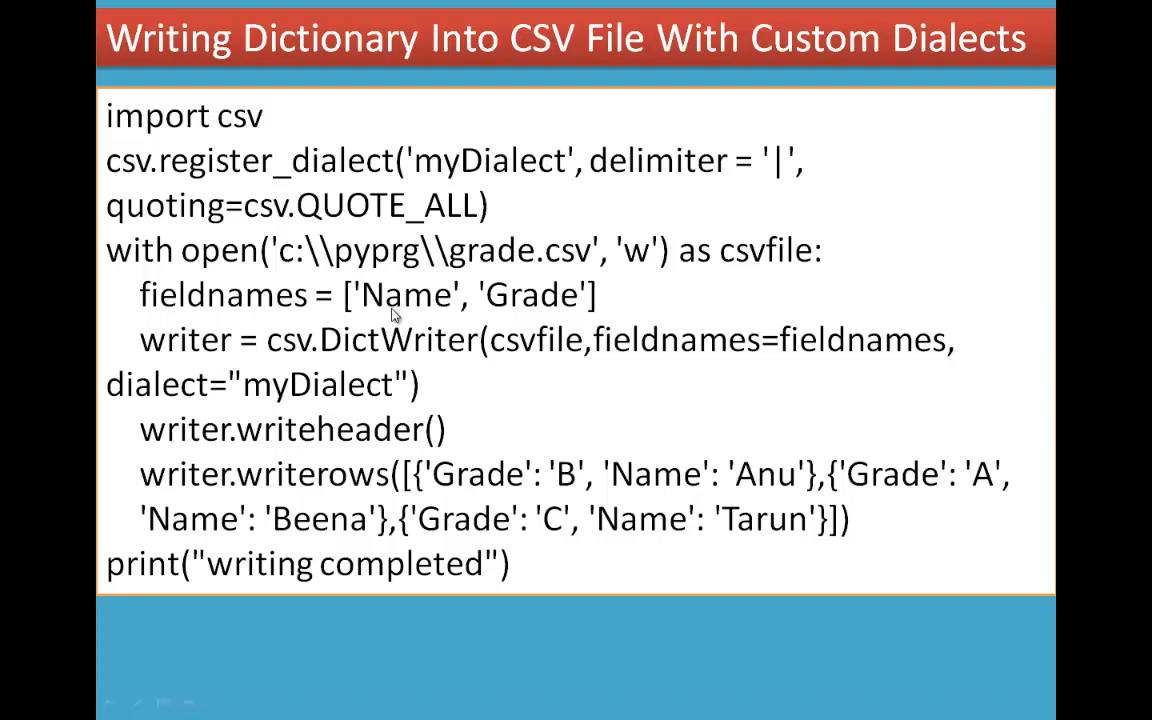 Writing Dictionary Into CSV File With Custom Dialects
import csv
csv.register_dialect('myDialect', delimiter = '|',
quoting=csv.QUOTE_ALL)
with open('c:\\pyprg\\grade.csv', 'w') as csvfile:
fieldnames = ['Name', 'Grade']
writer = csv.DictWriter(csvfile,fieldnames=fieldnames,
dialect="myDialect")
writer.writeheader()
writer.writerows([{'Grade': 'B', 'Name': 'Anu'},{'Grade': 'A',
'Name': 'Beena'},{'Grade': 'C', 'Name': 'Tarun'}])
print("writing completed")